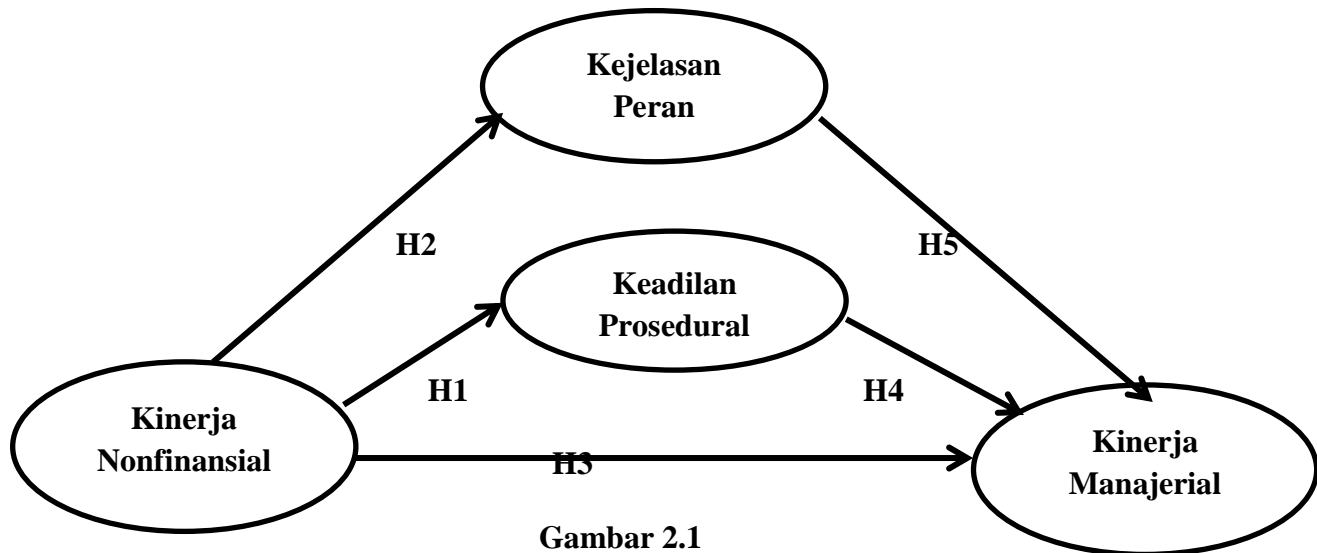 Kejelasan
Peran
H2
H5
Keadilan
Prosedural
H1
H4
Kinerja
Nonfinansial
H3
Kinerja
Manajerial
Gambar 2.1